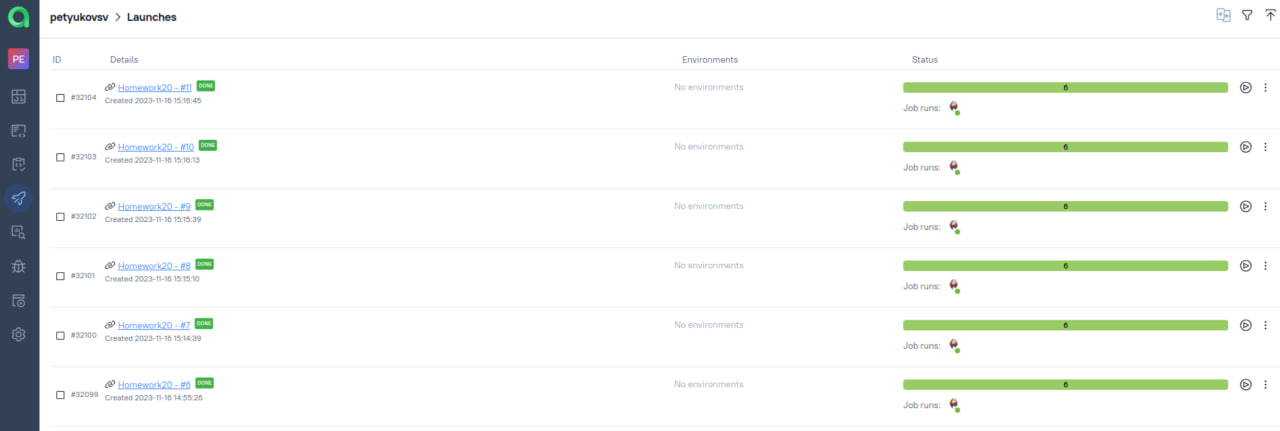 petyukovsv > Launches
PE
ID Details Environments Status
Homework20 - #11 DONE No environments 6
#32104 Created 2023-11-16 15:16:45 Job runs:
Homework20 - #10 DONE No environments 6
#32103 Created 2023-11-16 15:16:13 Job runs:
Homework20 - #9 DONE No environments 6
#32102 Created 2023-11-16 15:15:39 Job runs:
Homework20 - #8 DONE No environments 6
#32101 Created 2023-11-16 15:15:10 Job runs:
Homework20 - #7 DONE No environments 6
#32100 Created 2023-11-16 15:14:39 Job runs:
Homework20 - #6 DONE No environments 6
#32099 Created 2023-11-16 14:55:26 Job runs: